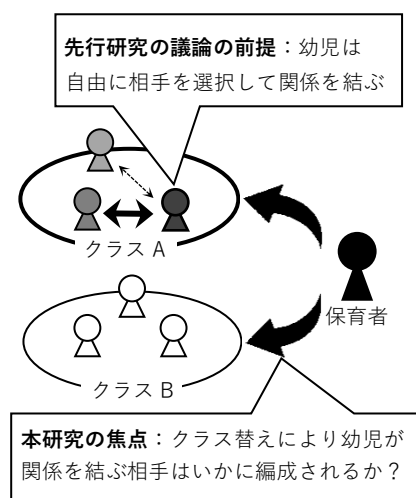 先行研究の議論の前提：幼児は
自由に相手を選択して関係を結ぶ
クラス A
保育者
クラス B
本研究の焦点：クラス替えにより幼児が
関係を結ぶ相手はいかに編成されるか？